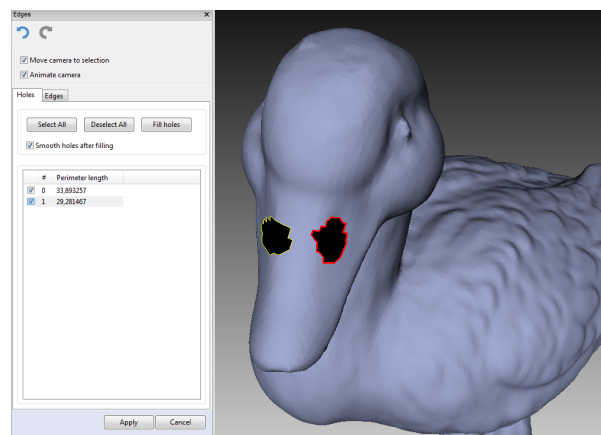 Edges
Move camera to selection
Animate camera
Holes Edges
Select All Deselect All Fill holes
Smooth holes after filling
# Perimeter length
0 33,893257
1 29,281467
Apply Cancel